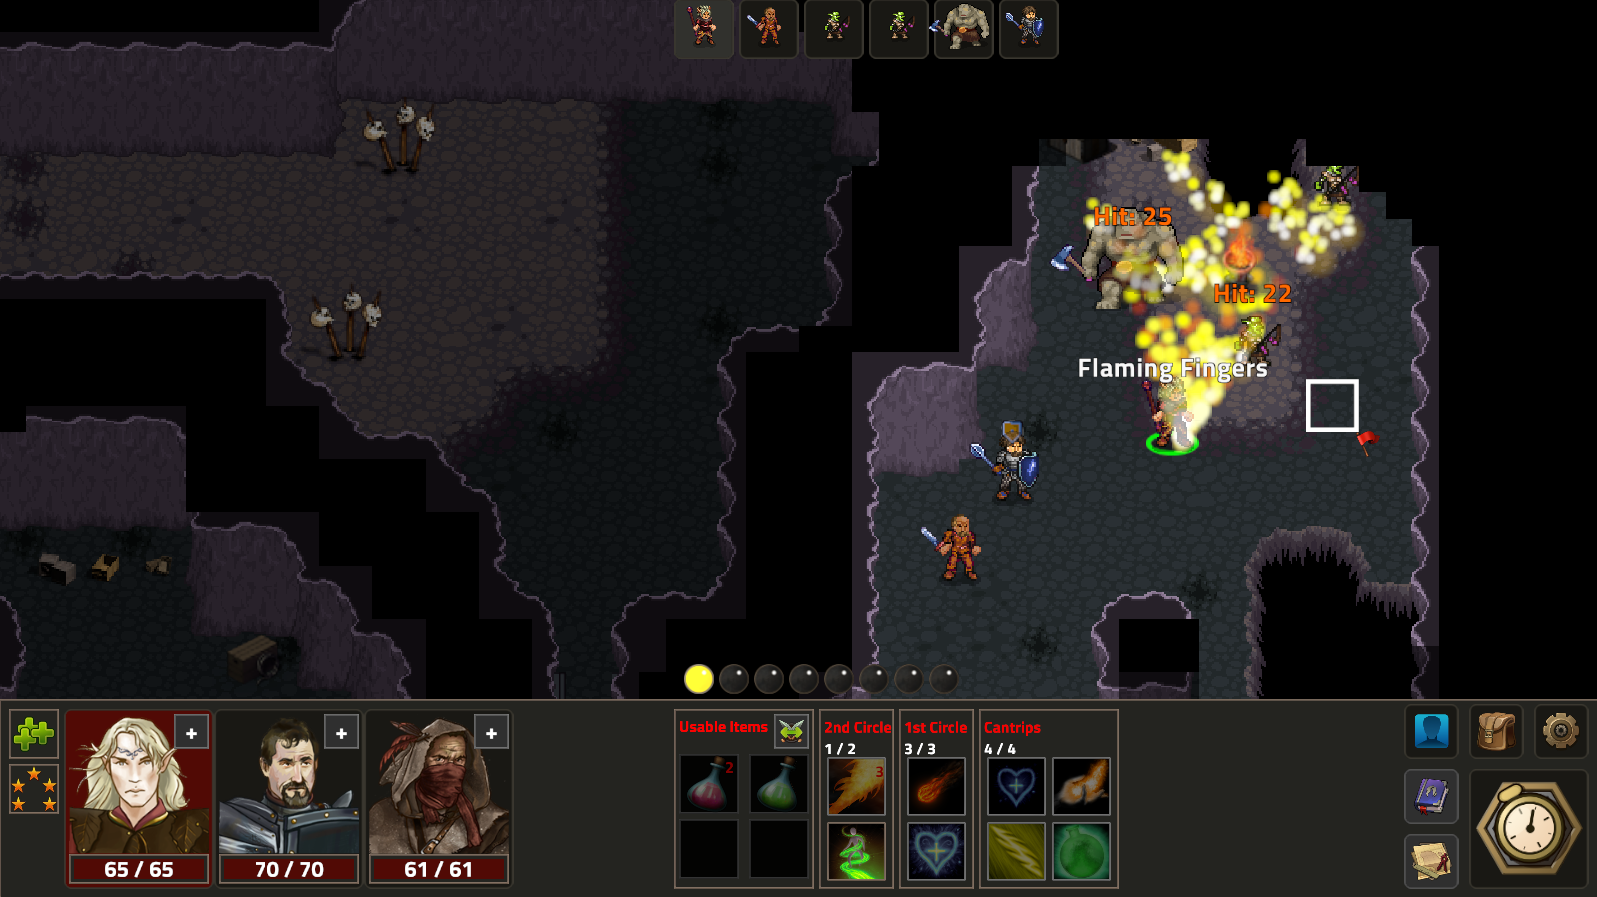 Hit: 25
Hit: 22
Flaming Fingers
Usable Items
2nd Circle
1st Circle
Cantrips
1 / 2
3 / 3
4 / 4
2
3
+
+
+
65 / 65
70 / 70
61 / 61